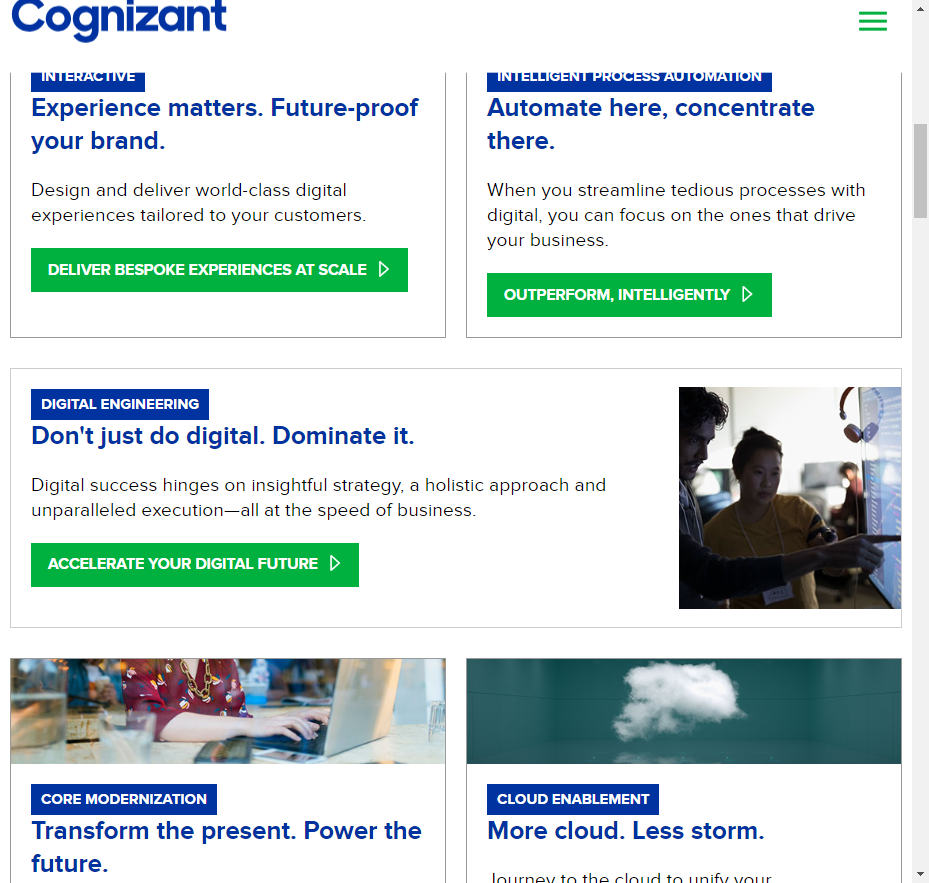 Cognizant
INTERACTIVE
Experience matters. Future-proof
your brand.
Design and deliver world-class digital
experiences tailored to your customers.
DELIVER BESPOKE EXPERIENCES AT SCALE
INTELLIGENT PROCESS AUTOMATION
Automate here, concentrate
there.
When you streamline tedious processes with
digital, you can focus on the ones that drive
your business.
OUTPERFORM, INTELLIGENTLY
DIGITAL ENGINEERING
Don't just do digital. Dominate it.
Digital success hinges on insightful strategy, a holistic approach and
unparalleled execution—all at the speed of business.
ACCELERATE YOUR DIGITAL FUTURE
CORE MODERNIZATION
Transform the present. Power the
future.
CLOUD ENABLEMENT
More cloud. Less storm.
Journey to the cloud to unify your